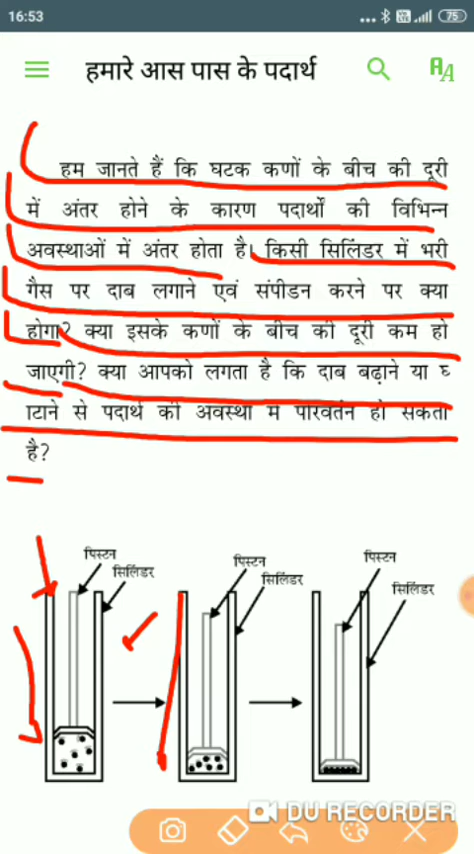 16:53
75
हमारे आस पास के पदार्थ
AA
हम जानते हैं कि घटक कणों के बीच की दूरी
में अंतर होने के कारण पदार्थों की विभिन्न
अवस्थाओं में अंतर होता है। किसी सिलिंडर में भरी
गैस पर दाब लगाने एवं संपीडन करने पर क्या
होगा? क्या इसके कणों के बीच की दूरी कम हो
जाएगी? क्या आपको लगता है कि दाब बढ़ाने या घ
टाने से पदार्थ की अवस्था में परिवर्तन हो सकता
है?
पिस्टन
सिलिंडर
पिस्टन
सिलिंडर
पिस्टन
सिलिंडर
DU RECORDER